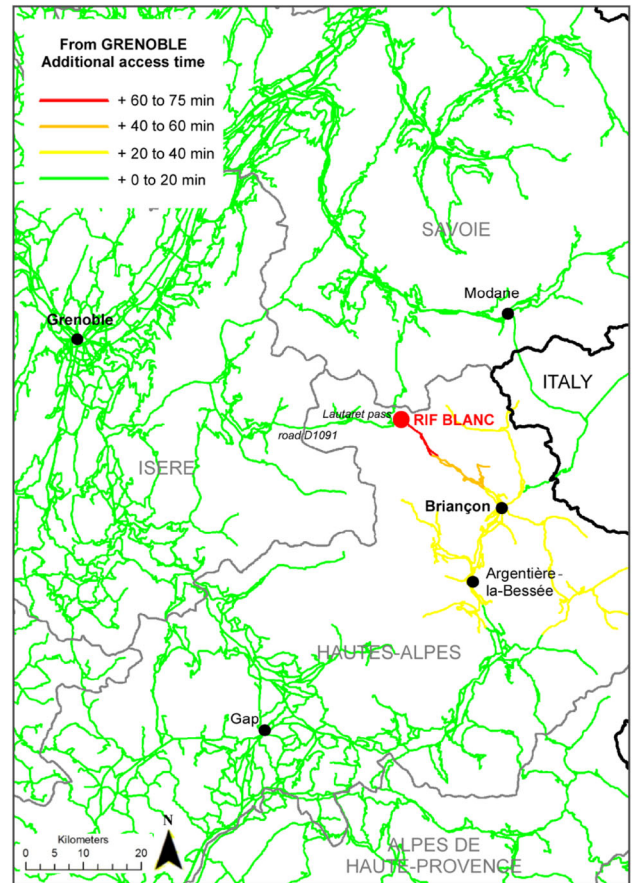 From GRENOBLE
Additional access time
+ 60 to 75 min
+ 40 to 60 min
+ 20 to 40 min
+ 0 to 20 min
SAVOIE
Modane
Grenoble
ITALY
Lautaret pass
RIF BLANC
road D1091
ISERE
Briançon
Argentière -
la-Bessée
HAUTES-ALPES
Gap
N
Kilometers
0 5 10 20
ALPES DE
HAUTE-PROVENCE